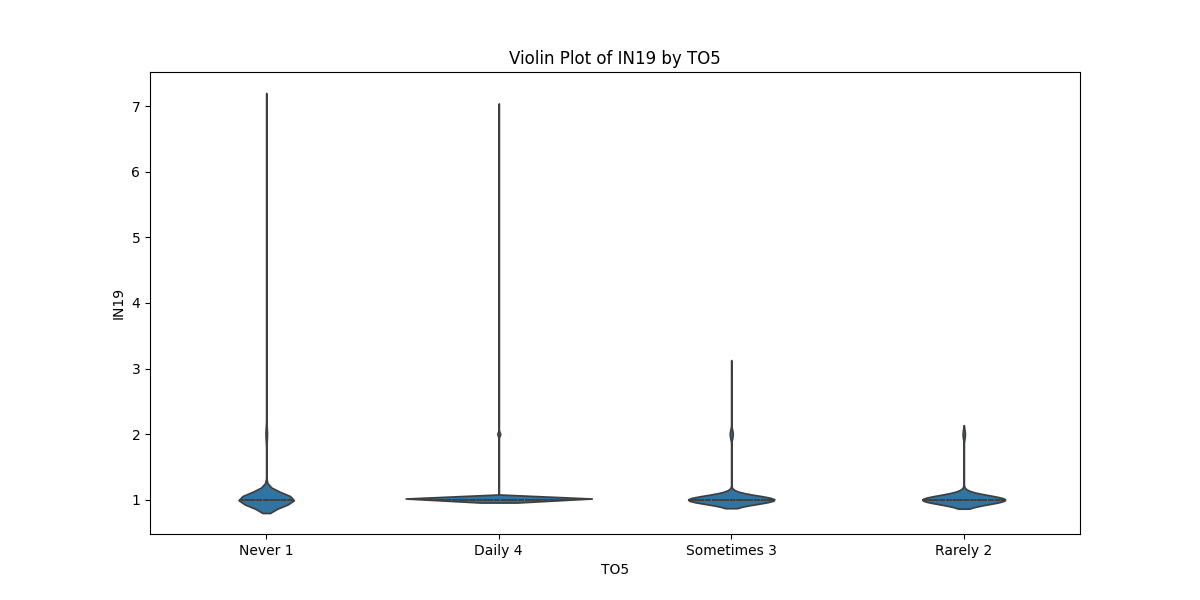 Violin Plot of IN19 by TO5
7
6
5
4
3
2
1
IN19
Never 1
Daily 4
Sometimes 3
Rarely 2
TO5